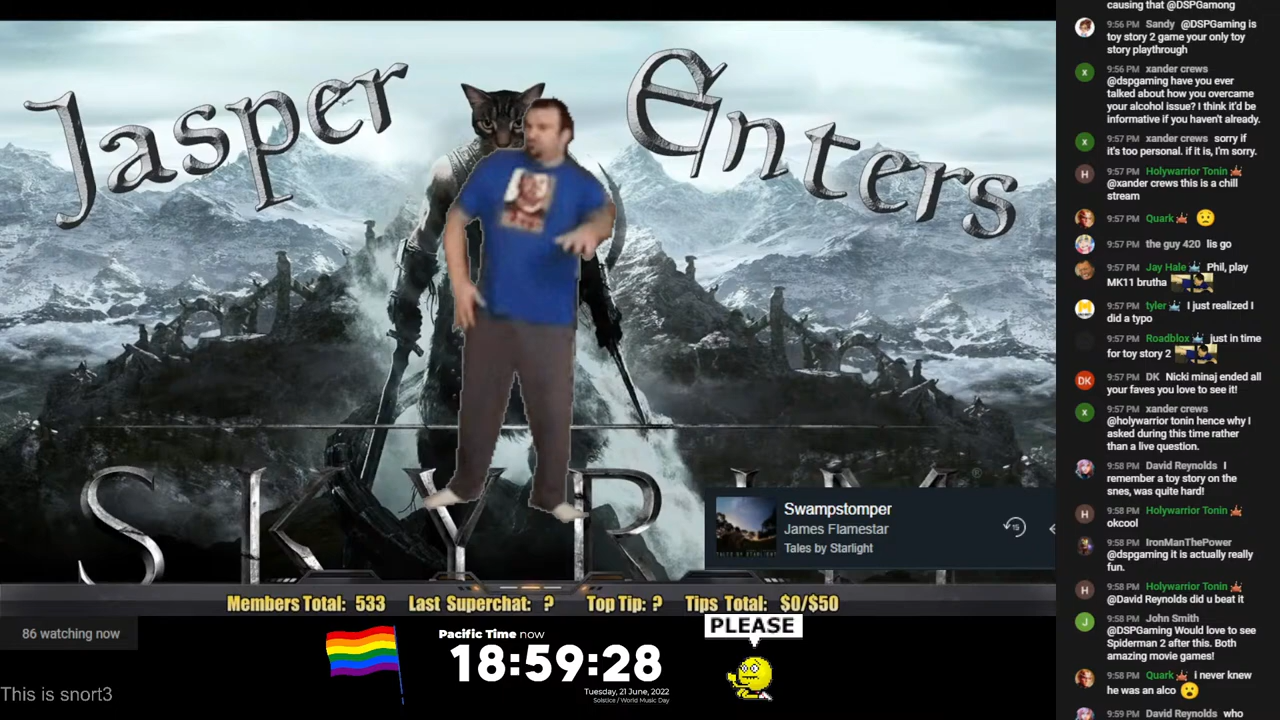 Jasper Enters
SKYR
Swampstomper
James Flamestar
Tales by Starlight
TALES BY STARLIGHT
15
Members Total: 533 Last Superchat: ? Top Tip: ? Tips Total: $0/$50
86 watching now
Pacific Time now
18:59:28
Tuesday, 21 June, 2022
Solstice / World Music Day
PLEASE
This is snort3
causing that @DSPGamong
9:56 PM Sandy @DSPGaming is
toy story 2 game your only toy
story playthrough
X
9:56 PM xander crews
@dspgaming have you ever
talked about how you overcame
your alcohol issue? I think it'd be
informative if you haven't already.
X
9:57 PM xander crews sorry if
it's too personal. if it is, I'm sorry.
H
9:57 PM Holywarrior Tonin
@xander crews this is a chill
stream
9:57 PM Quark
9:57 PM the guy 420 lis go
9:57 PM Jay Hale Phil, play
MK11 brutha
9:57 PM tyler I just realized I
did a typo
9:57 PM Roadblox just in time
for toy story 2
DK
9:57 PM DK Nicki minaj ended all
your faves you love to see it!
X
9:57 PM xander crews
@holywarrior tonin hence why I
asked during this time rather
than a live question.
9:58 PM David Reynolds I
remember a toy story on the
snes, was quite hard!
H
9:58 PM Holywarrior Tonin
okcool
9:58 PM IronManThePower
@dspgaming it is actually really
fun.
H
9:58 PM Holywarrior Tonin
@David Reynolds did u beat it
J
9:58 PM John Smith
@DSPGaming Would love to see
Spiderman 2 after this. Both
amazing movie games!
9:58 PM Quark I never knew
he was an alco
9:59 PM David Reynolds who